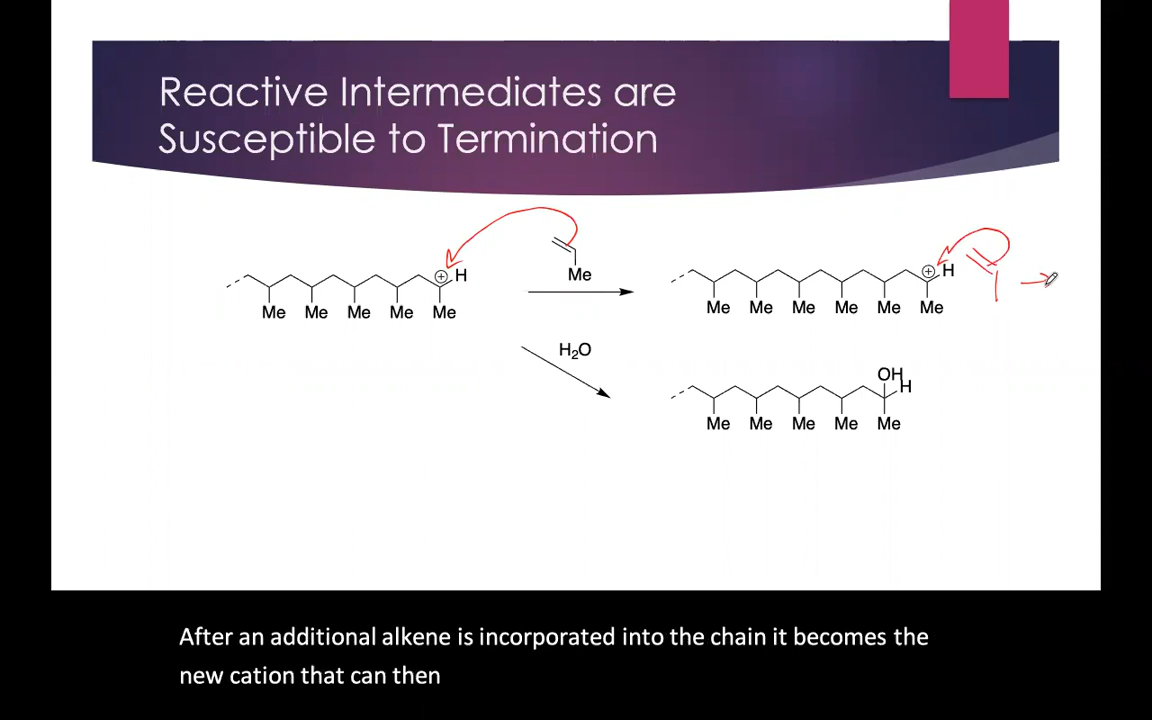 Reactive Intermediates are
Susceptible to Termination
Me
⊕ H
⊕ H
Me Me Me Me Me
Me Me Me Me Me Me
H₂O
OH
H
Me Me Me Me Me
After an additional alkene is incorporated into the chain it becomes the
new cation that can then